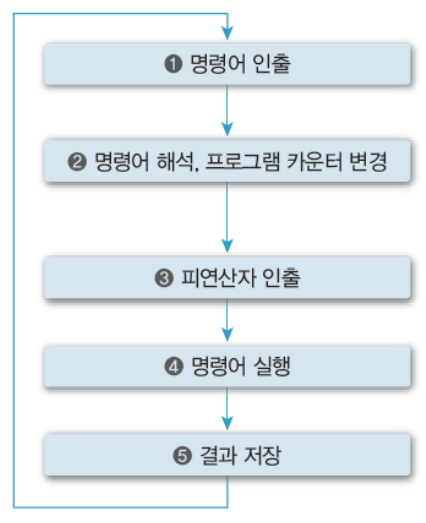 ❶ 명령어 인출
❷ 명령어 해석, 프로그램 카운터 변경
❸ 피연산자 인출
❹ 명령어 실행
❺ 결과 저장